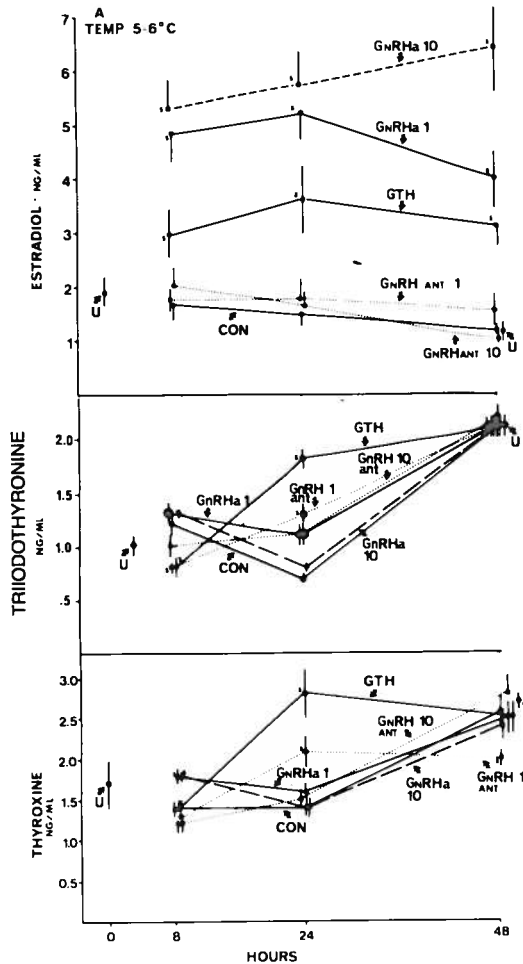 A
TEMP 5-6°C
7
6
5
4
3
2
1
ESTRADIOL · NG/ML
GNRHa 10
GNRHa 1
GTH
GNRH ANT 1
U
CON
GNRHANT 10
U
2.0
1.5
1.0
.5
TRIIODOTHYRONINE
NG/ML
GTH
GnRH 10
ant
GnRH 1
ant
GNRHa 1
U
U
CON
GNRHa
10
3.0
2.5
2.0
1.5
1.0
0.5
THYROXINE
NG/ML
GTH
GNRH 10
ANT
GNRHa 1
GNRHa
10
GNRH 1
ANT
U
CON
0
8
24
48
HOURS